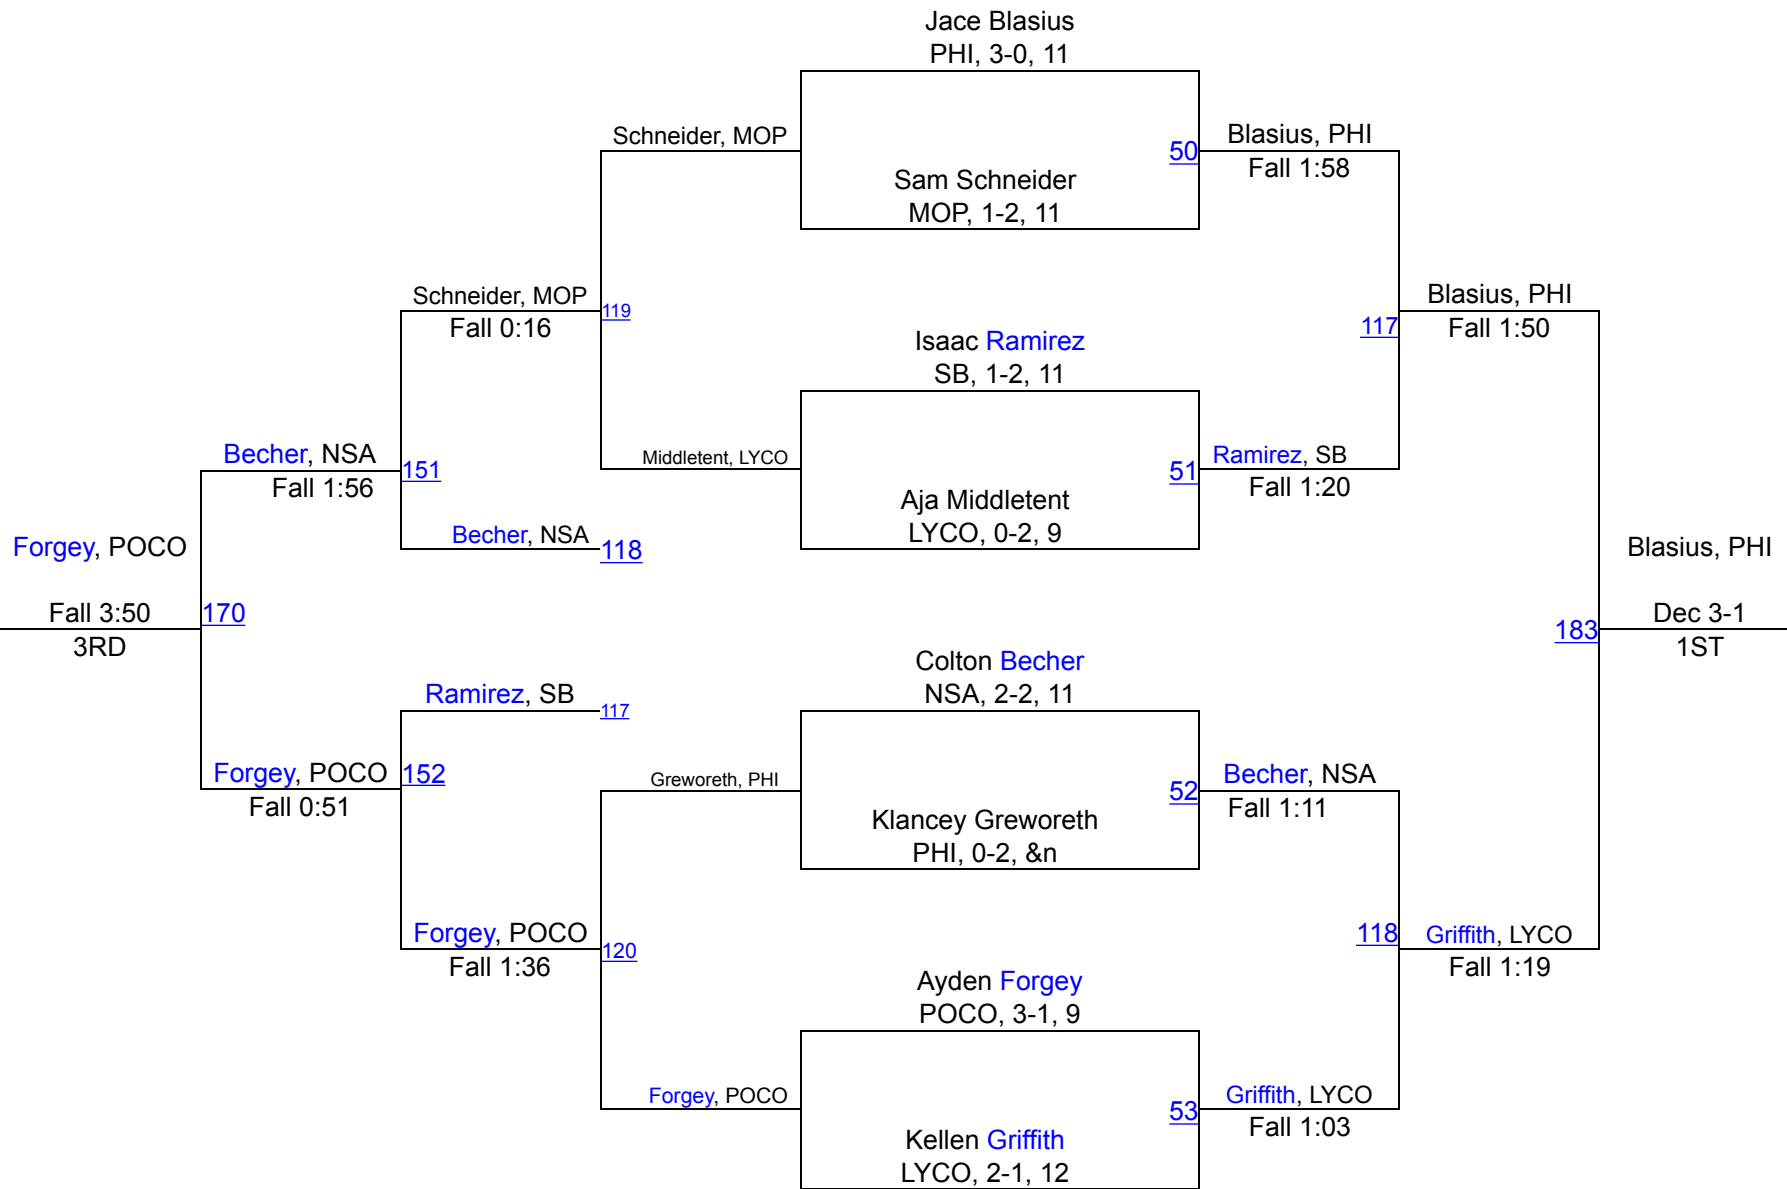 Jace Blasius
PHI, 3-0, 11
Schneider, MOP
50
Blasius, PHI
Fall 1:58
Sam Schneider
MOP, 1-2, 11
Schneider, MOP
Fall 0:16
119
Isaac Ramirez
SB, 1-2, 11
117
Blasius, PHI
Fall 1:50
Becher, NSA
Fall 1:56
151
Middletent, LYCO
51
Ramirez, SB
Fall 1:20
Aja Middletent
LYCO, 0-2, 9
Becher, NSA
118
Forgey, POCO
Fall 3:50
3RD
170
Blasius, PHI
Dec 3-1
1ST
183
Colton Becher
NSA, 2-2, 11
Ramirez, SB
117
Forgey, POCO
Fall 0:51
152
Greworeth, PHI
52
Becher, NSA
Fall 1:11
Klancey Greworeth
PHI, 0-2, &n
Forgey, POCO
Fall 1:36
120
118
Griffith, LYCO
Fall 1:19
Ayden Forgey
POCO, 3-1, 9
Forgey, POCO
53
Griffith, LYCO
Fall 1:03
Kellen Griffith
LYCO, 2-1, 12